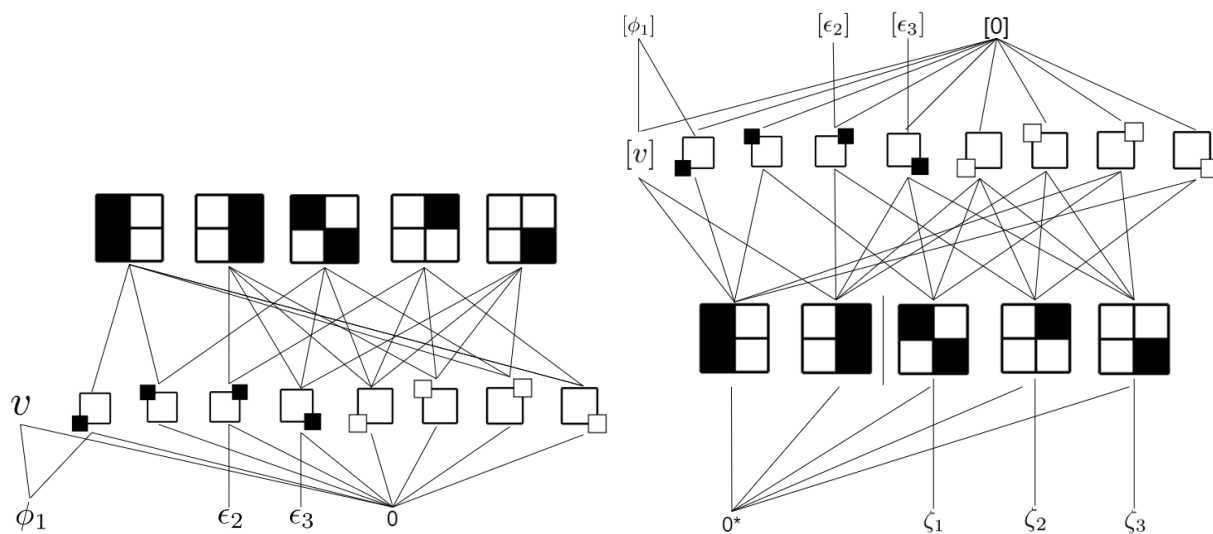 [ϕ₁] [ϵ₂] [ϵ₃] [0]
[v]
v
ϕ₁ ϵ₂ ϵ₃ 0
0* ζ₁ ζ₂ ζ₃